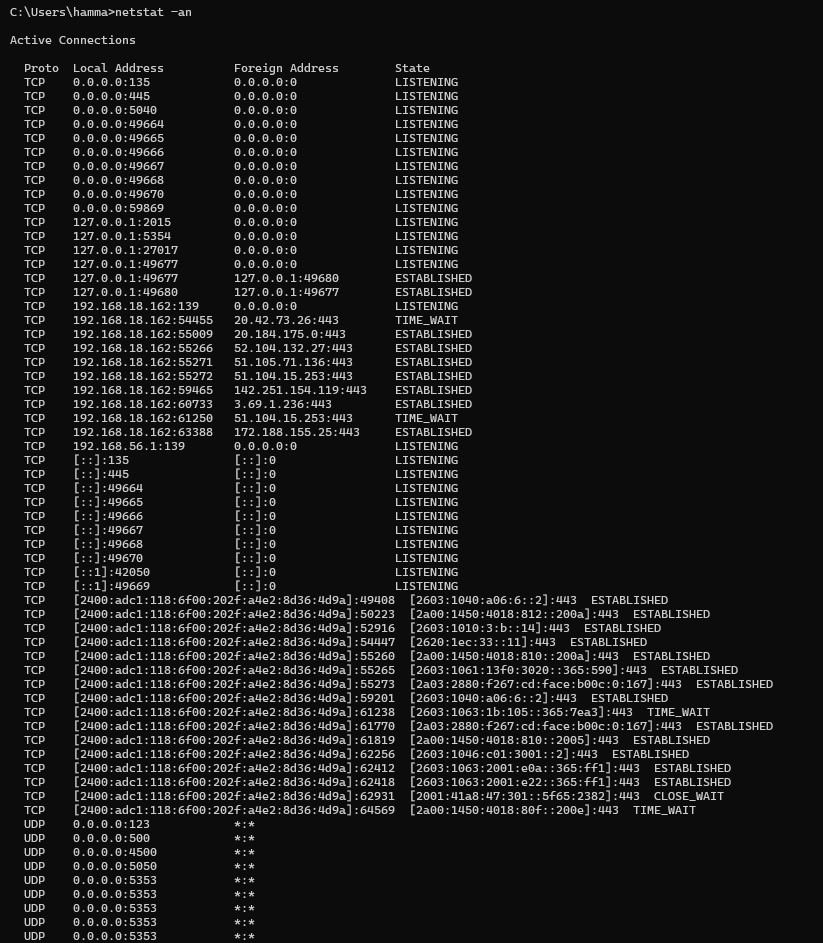 C:\Users\hamma>netstat -an
Active Connections
Proto  Local Address          Foreign Address        State
TCP    0.0.0.0:135            0.0.0.0:0              LISTENING
TCP    0.0.0.0:445            0.0.0.0:0              LISTENING
TCP    0.0.0.0:5040           0.0.0.0:0              LISTENING
TCP    0.0.0.0:49664          0.0.0.0:0              LISTENING
TCP    0.0.0.0:49665          0.0.0.0:0              LISTENING
TCP    0.0.0.0:49666          0.0.0.0:0              LISTENING
TCP    0.0.0.0:49667          0.0.0.0:0              LISTENING
TCP    0.0.0.0:49668          0.0.0.0:0              LISTENING
TCP    0.0.0.0:49670          0.0.0.0:0              LISTENING
TCP    0.0.0.0:59869          0.0.0.0:0              LISTENING
TCP    127.0.0.1:2015         0.0.0.0:0              LISTENING
TCP    127.0.0.1:5354         0.0.0.0:0              LISTENING
TCP    127.0.0.1:27017        0.0.0.0:0              LISTENING
TCP    127.0.0.1:49677        0.0.0.0:0              LISTENING
TCP    127.0.0.1:49677        127.0.0.1:49680        ESTABLISHED
TCP    127.0.0.1:49680        127.0.0.1:49677        ESTABLISHED
TCP    192.168.18.162:139     0.0.0.0:0              LISTENING
TCP    192.168.18.162:54455   20.42.73.26:443        TIME_WAIT
TCP    192.168.18.162:55009   20.184.175.0:443       ESTABLISHED
TCP    192.168.18.162:55266   52.104.132.27:443      ESTABLISHED
TCP    192.168.18.162:55271   51.105.71.136:443      ESTABLISHED
TCP    192.168.18.162:55272   51.104.15.253:443      ESTABLISHED
TCP    192.168.18.162:59465   142.251.154.119:443    ESTABLISHED
TCP    192.168.18.162:60733   3.69.1.236:443         ESTABLISHED
TCP    192.168.18.162:61250   51.104.15.253:443      TIME_WAIT
TCP    192.168.18.162:63388   172.188.155.25:443     ESTABLISHED
TCP    192.168.56.1:139       0.0.0.0:0              LISTENING
TCP    [::]:135               [::]:0                 LISTENING
TCP    [::]:445               [::]:0                 LISTENING
TCP    [::]:49664             [::]:0                 LISTENING
TCP    [::]:49665             [::]:0                 LISTENING
TCP    [::]:49666             [::]:0                 LISTENING
TCP    [::]:49667             [::]:0                 LISTENING
TCP    [::]:49668             [::]:0                 LISTENING
TCP    [::]:49670             [::]:0                 LISTENING
TCP    [::1]:42050            [::]:0                 LISTENING
TCP    [::1]:49669            [::]:0                 LISTENING
TCP    [2400:adc1:118:6f00:202f:a4e2:8d36:4d9a]:49408  [2603:1040:a06:6::2]:443  ESTABLISHED
TCP    [2400:adc1:118:6f00:202f:a4e2:8d36:4d9a]:50223  [2a00:1450:4018:812::200a]:443  ESTABLISHED
TCP    [2400:adc1:118:6f00:202f:a4e2:8d36:4d9a]:52916  [2603:1010:3:b::14]:443  ESTABLISHED
TCP    [2400:adc1:118:6f00:202f:a4e2:8d36:4d9a]:54447  [2620:1ec:33::11]:443  ESTABLISHED
TCP    [2400:adc1:118:6f00:202f:a4e2:8d36:4d9a]:55260  [2a00:1450:4018:810::200a]:443  ESTABLISHED
TCP    [2400:adc1:118:6f00:202f:a4e2:8d36:4d9a]:55265  [2603:1061:13f0:3020::365:590]:443  ESTABLISHED
TCP    [2400:adc1:118:6f00:202f:a4e2:8d36:4d9a]:55273  [2a03:2880:f267:cd:face:b00c:0:167]:443  ESTABLISHED
TCP    [2400:adc1:118:6f00:202f:a4e2:8d36:4d9a]:59201  [2603:1040:a06:6::2]:443  ESTABLISHED
TCP    [2400:adc1:118:6f00:202f:a4e2:8d36:4d9a]:61238  [2603:1063:1b:105::365:7ea3]:443  TIME_WAIT
TCP    [2400:adc1:118:6f00:202f:a4e2:8d36:4d9a]:61770  [2a03:2880:f267:cd:face:b00c:0:167]:443  ESTABLISHED
TCP    [2400:adc1:118:6f00:202f:a4e2:8d36:4d9a]:61819  [2a00:1450:4018:810::2005]:443  ESTABLISHED
TCP    [2400:adc1:118:6f00:202f:a4e2:8d36:4d9a]:62256  [2603:1046:c01:3001::2]:443  ESTABLISHED
TCP    [2400:adc1:118:6f00:202f:a4e2:8d36:4d9a]:62412  [2603:1063:2001:e0a::365:ff1]:443  ESTABLISHED
TCP    [2400:adc1:118:6f00:202f:a4e2:8d36:4d9a]:62418  [2603:1063:2001:e22::365:ff1]:443  ESTABLISHED
TCP    [2400:adc1:118:6f00:202f:a4e2:8d36:4d9a]:62931  [2001:41a8:47:301::5f65:2382]:443  CLOSE_WAIT
TCP    [2400:adc1:118:6f00:202f:a4e2:8d36:4d9a]:64569  [2a00:1450:4018:80f::200e]:443  TIME_WAIT
UDP    0.0.0.0:123            *:*
UDP    0.0.0.0:500            *:*
UDP    0.0.0.0:4500           *:*
UDP    0.0.0.0:5050           *:*
UDP    0.0.0.0:5353           *:*
UDP    0.0.0.0:5353           *:*
UDP    0.0.0.0:5353           *:*
UDP    0.0.0.0:5353           *:*
UDP    0.0.0.0:5353           *:*